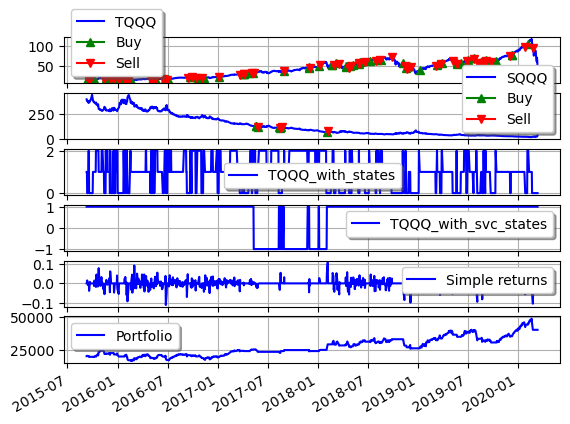 TQQQ
Buy
Sell
100
50
SQQQ
Buy
Sell
250
0
2
0
TQQQ_with_states
1
−1
TQQQ_with_svc_states
0.1
0.0
−0.1
Simple returns
50000
25000
Portfolio
2015-07
2016-01
2016-07
2017-01
2017-07
2018-01
2018-07
2019-01
2019-07
2020-01